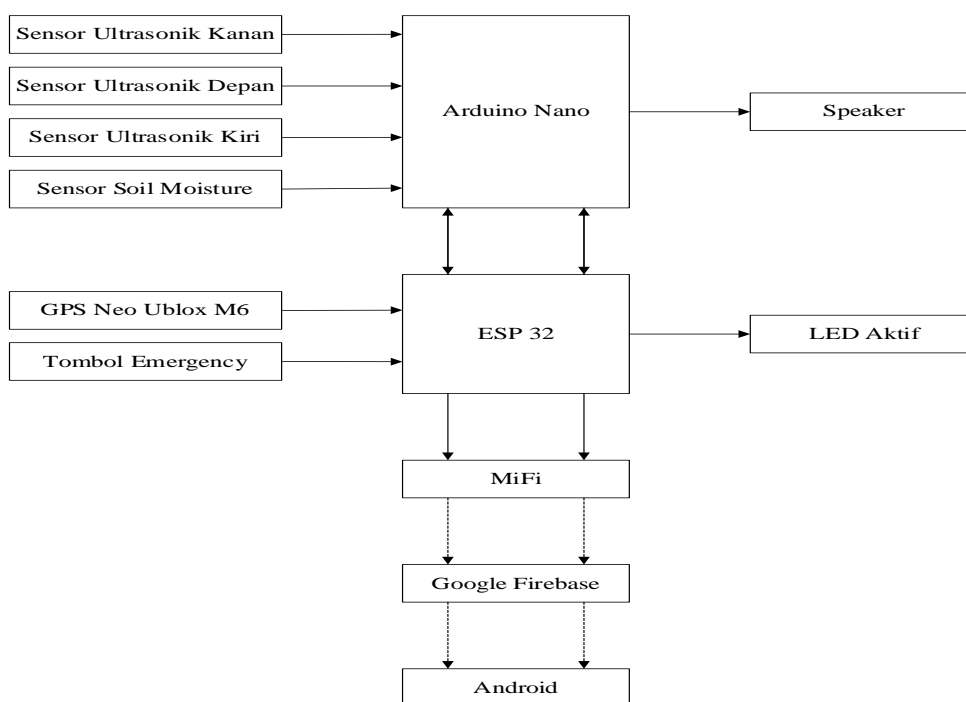 Sensor Ultrasonik Kanan
Sensor Ultrasonik Depan
Sensor Ultrasonik Kiri
Sensor Soil Moisture
Arduino Nano
Speaker
GPS Neo Ublox M6
Tombol Emergency
ESP 32
LED Aktif
MiFi
Google Firebase
Android